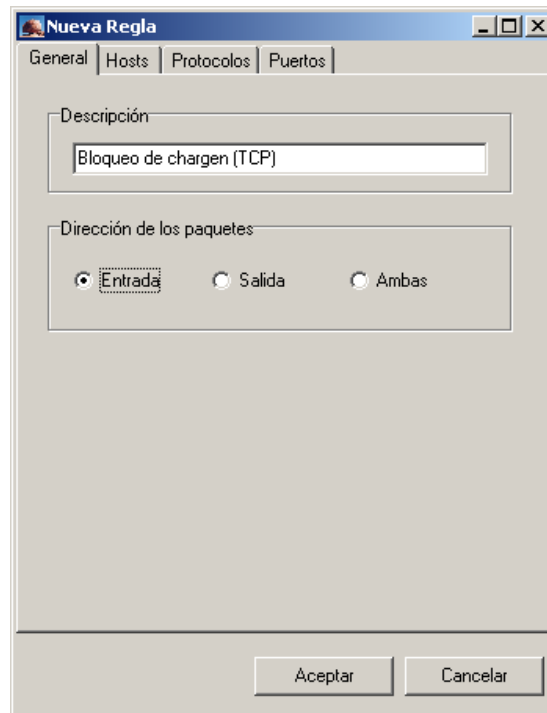 Nueva Regla
General Hosts Protocolos Puertos
Descripción
Bloqueo de chargen (TCP)
Dirección de los paquetes
Entrada Salida Ambas
Aceptar Cancelar